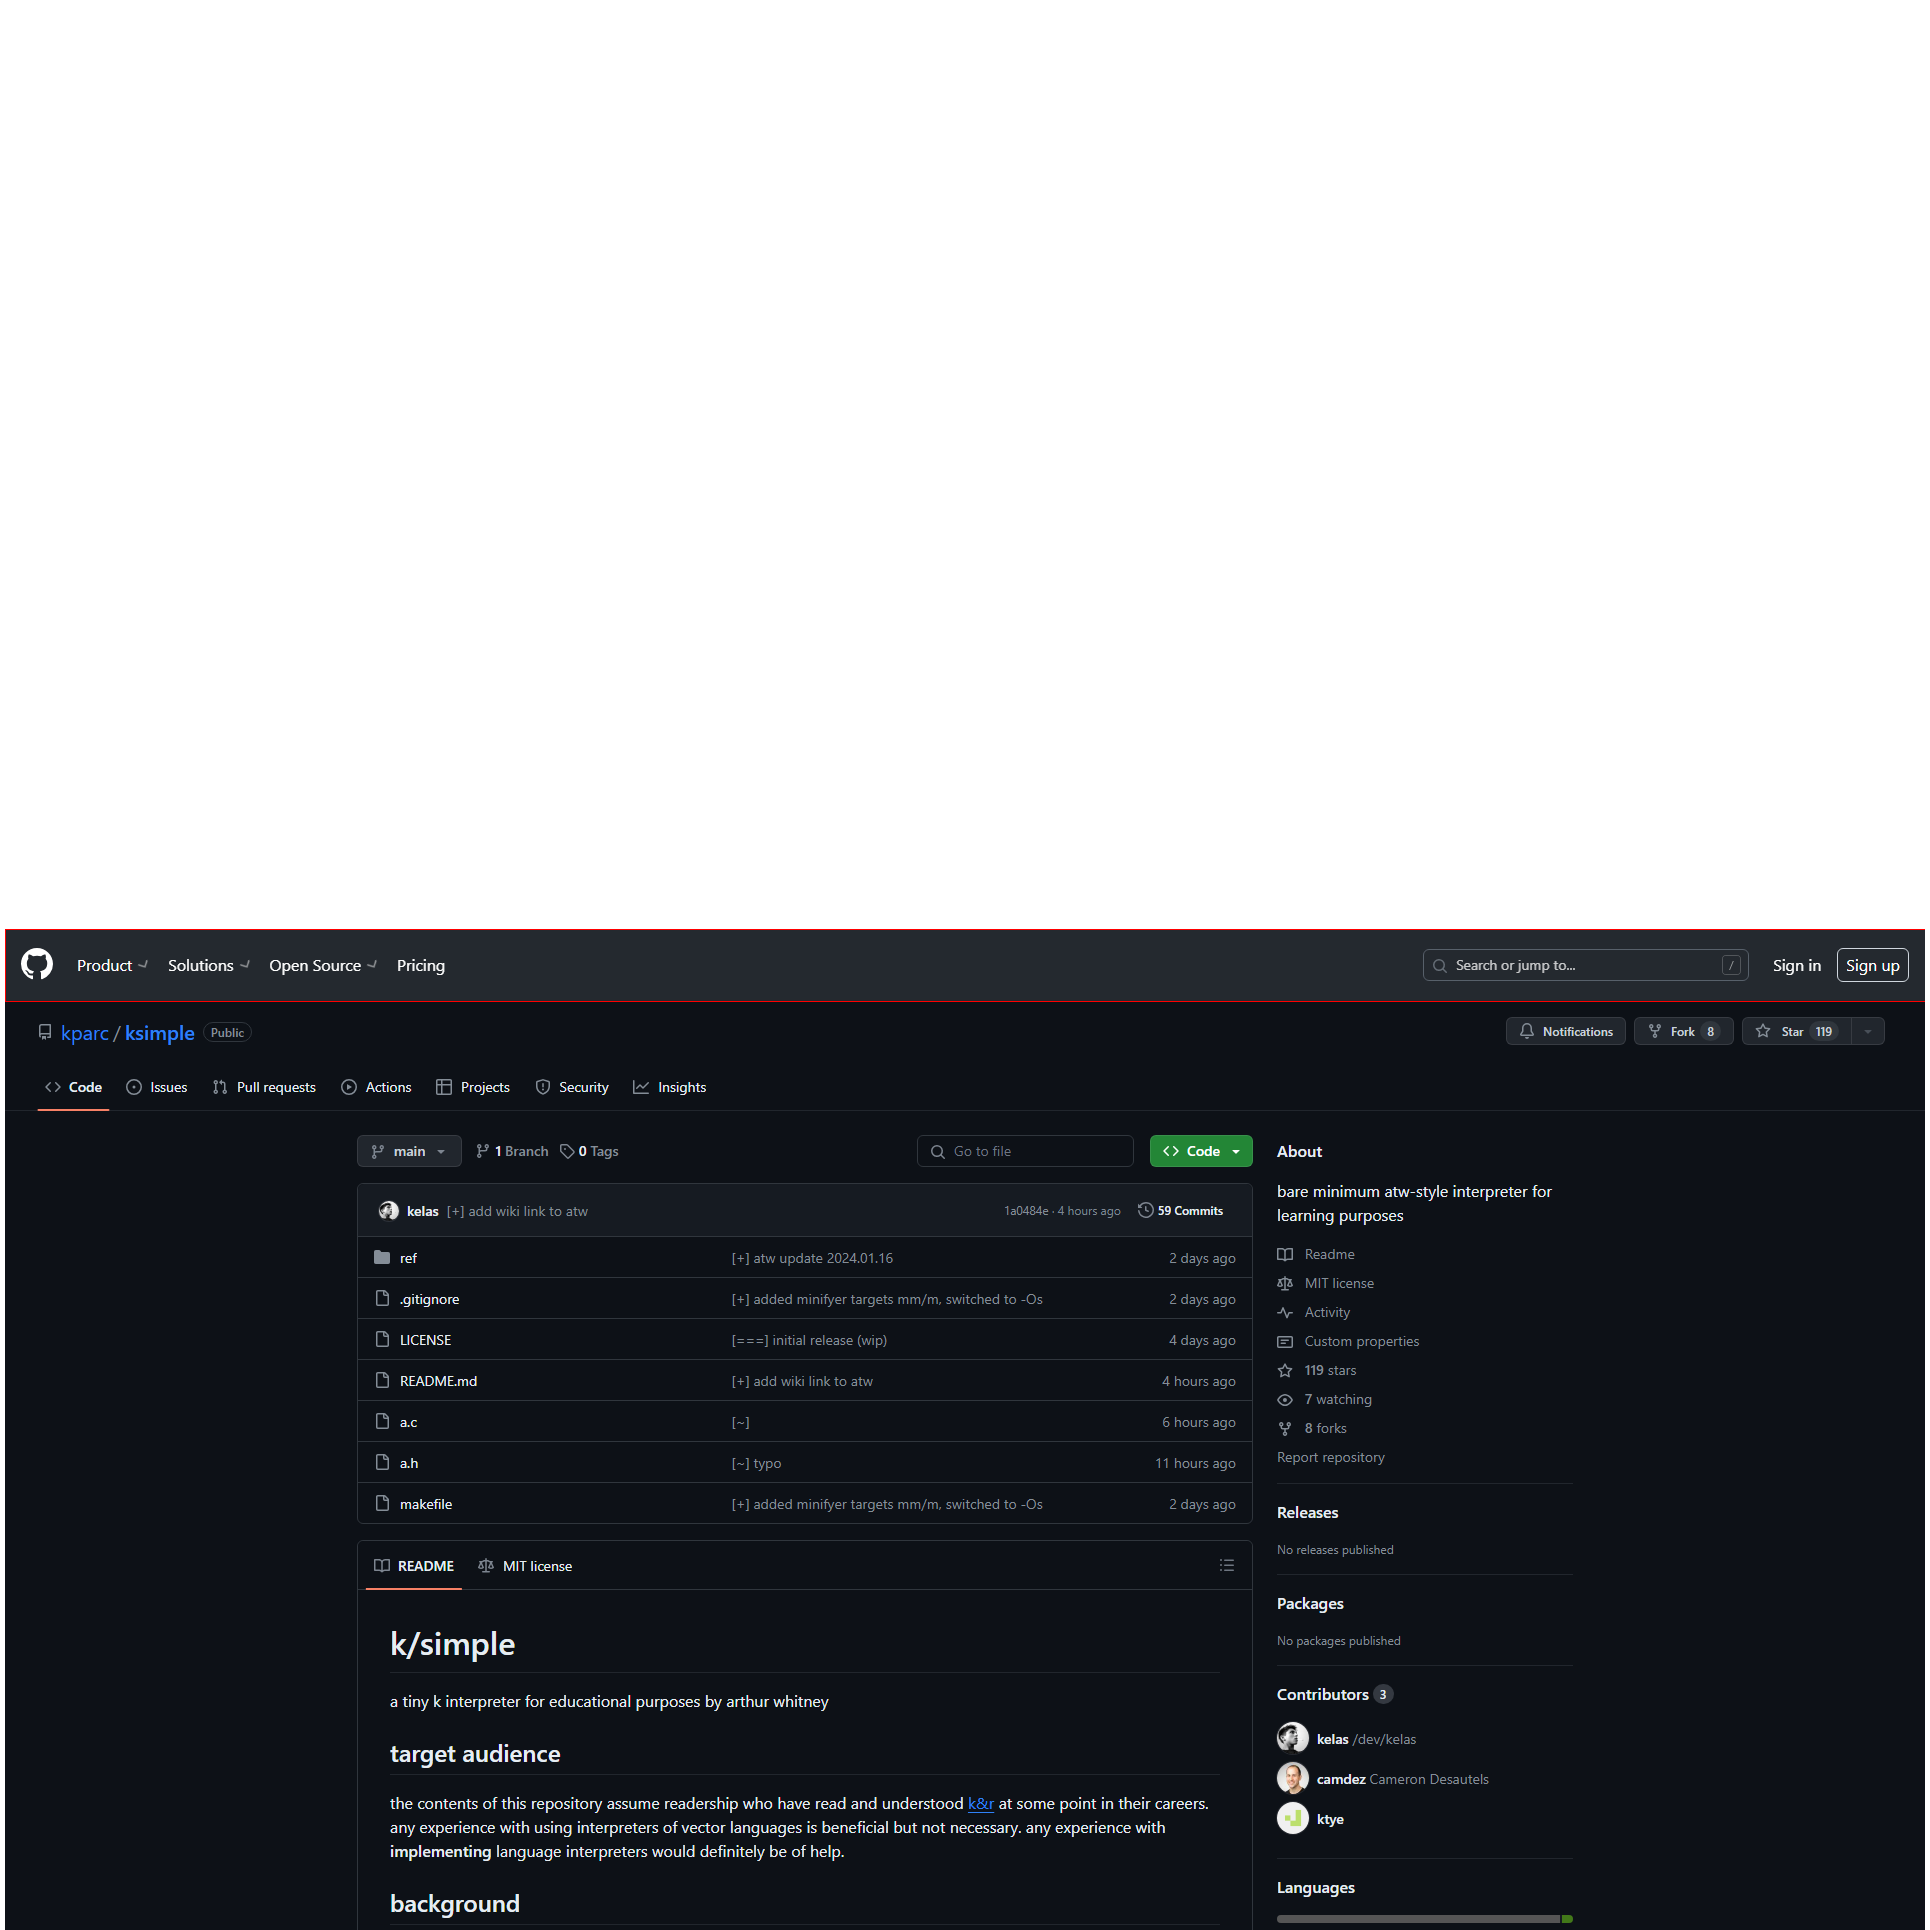 Product Solutions Open Source Pricing Search or jump to... / Sign in Sign up
kparc / ksimple Public Notifications Fork 8 Star 119
Code Issues Pull requests Actions Projects Security Insights
main 1 Branch 0 Tags Go to file Code
kelas [+] add wiki link to atw 1a0484e · 4 hours ago 59 Commits
ref [+] atw update 2024.01.16 2 days ago
.gitignore [+] added minifyer targets mm/m, switched to -Os 2 days ago
LICENSE [===] initial release (wip) 4 days ago
README.md [+] add wiki link to atw 4 hours ago
a.c [~] 6 hours ago
a.h [~] typo 11 hours ago
makefile [+] added minifyer targets mm/m, switched to -Os 2 days ago
README MIT license
k/simple
a tiny k interpreter for educational purposes by arthur whitney
target audience
the contents of this repository assume readership who have read and understood k&r at some point in their careers.
any experience with using interpreters of vector languages is beneficial but not necessary. any experience with
implementing language interpreters would definitely be of help.
background
About
bare minimum atw-style interpreter for
learning purposes
Readme
MIT license
Activity
Custom properties
119 stars
7 watching
8 forks
Report repository
Releases
No releases published
Packages
No packages published
Contributors 3
kelas /dev/kelas
camdez Cameron Desautels
ktye
Languages